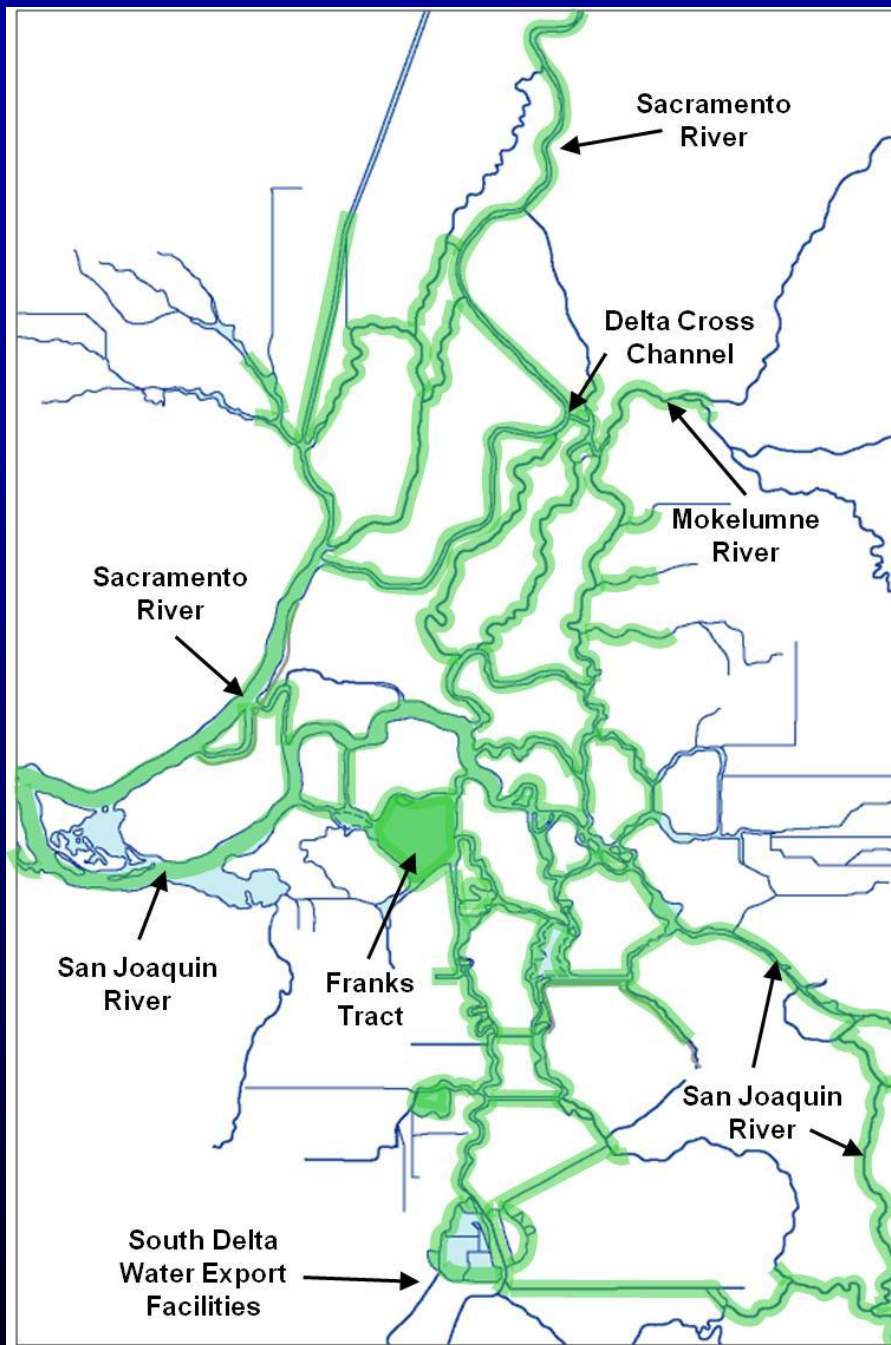 Sacramento
River
Delta Cross
Channel
Mokelumne
River
Sacramento
River
San Joaquin
River
Franks
Tract
San Joaquin
River
South Delta
Water Export
Facilities